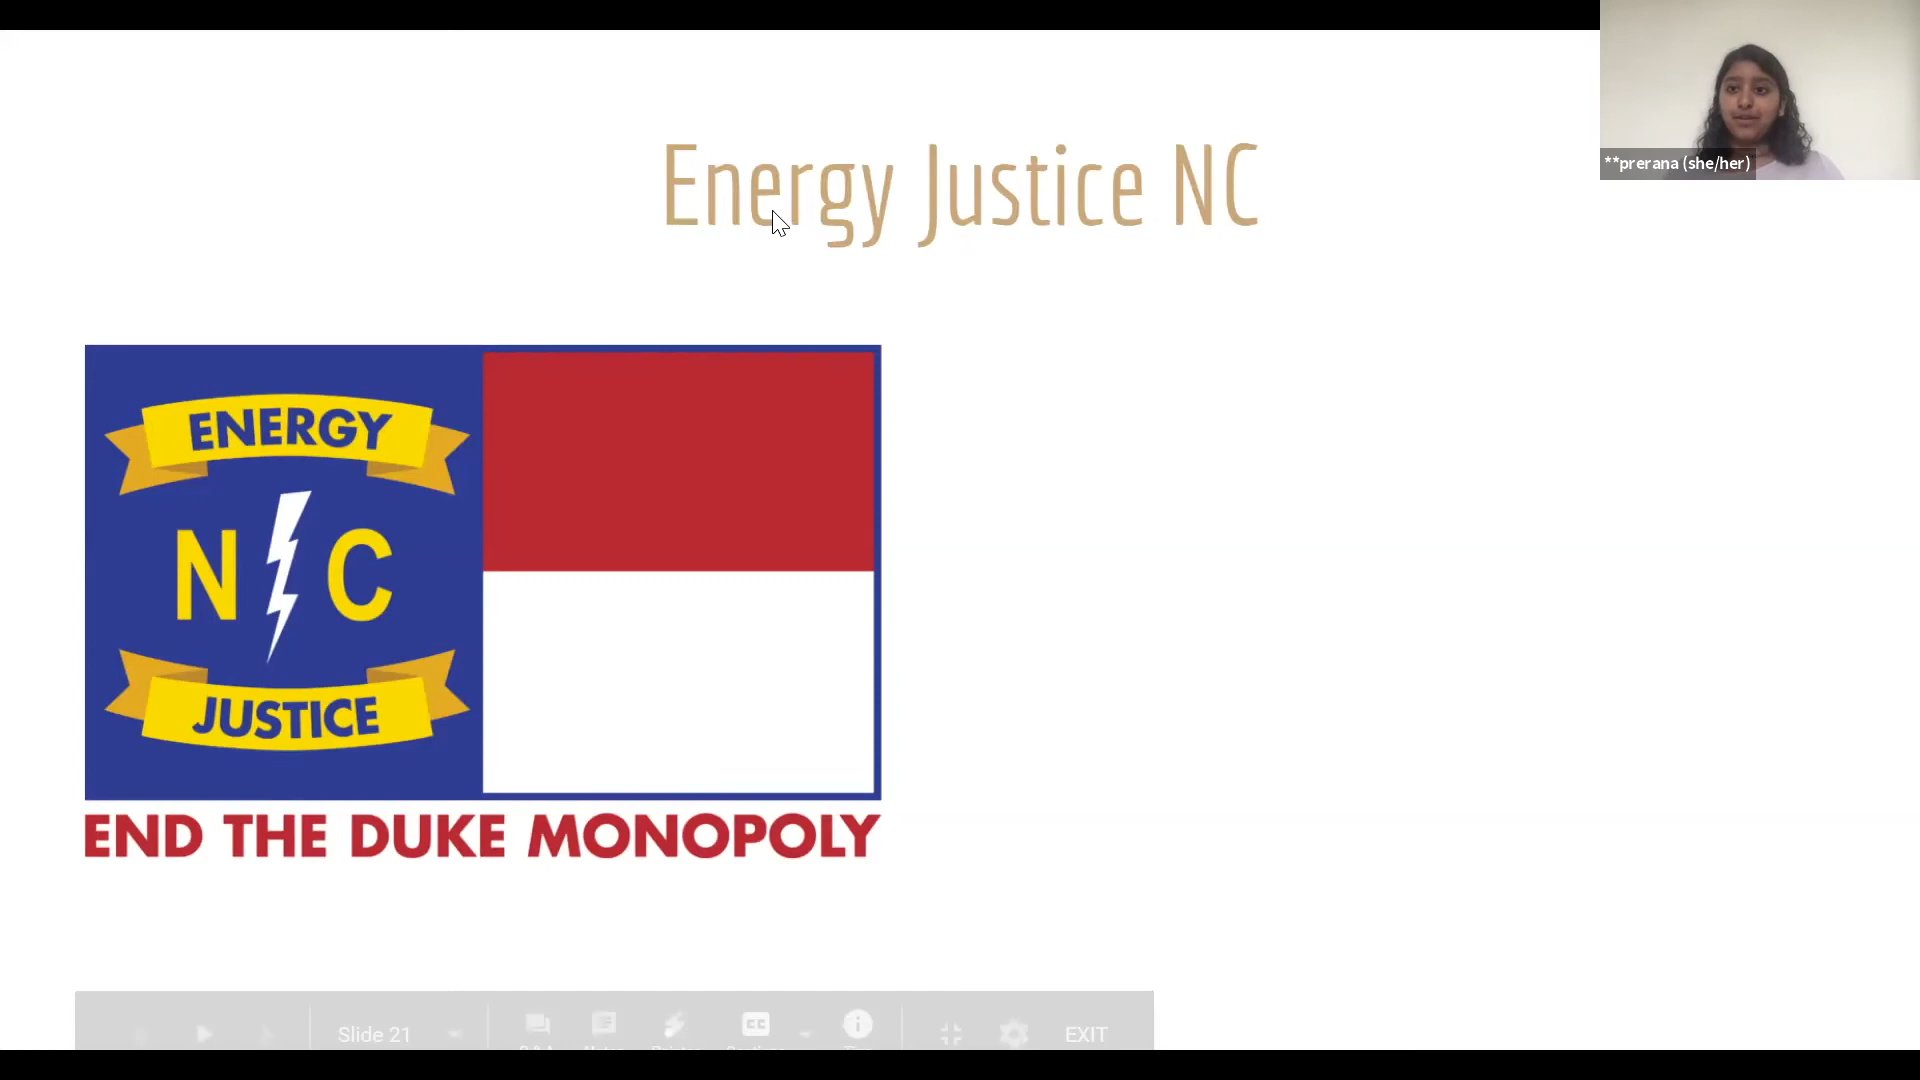 Energy Justice NC
**prerana (she/her)
ENERGY
N C
JUSTICE
END THE DUKE MONOPOLY
Slide 21
EXIT